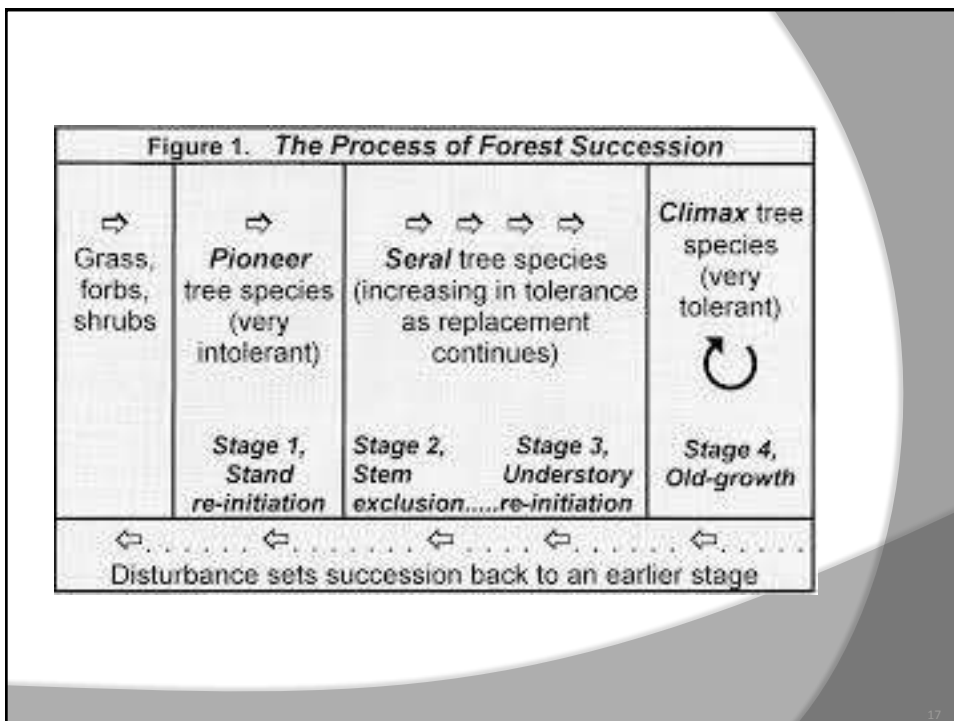 Figure 1. The Process of Forest Succession
Grass,
forbs,
shrubs
Pioneer
tree species
(very
intolerant)
Stage 1,
Stand
re-initiation
Seral tree species
(increasing in tolerance
as replacement
continues)
Stage 2,
Stem
exclusion.....
Stage 3,
Understory
re-initiation
Climax tree
species
(very
tolerant)
Stage 4,
Old-growth
Disturbance sets succession back to an earlier stage
17